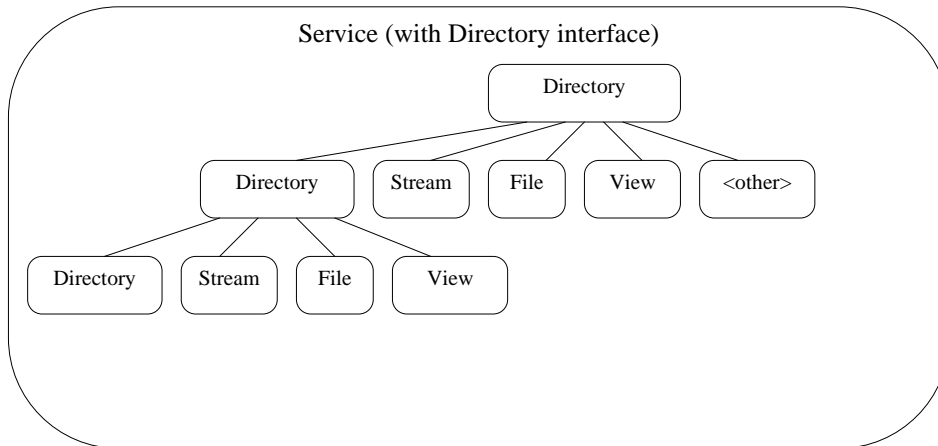 Service (with Directory interface)
Directory
Directory Stream File View <other>
Directory Stream File View